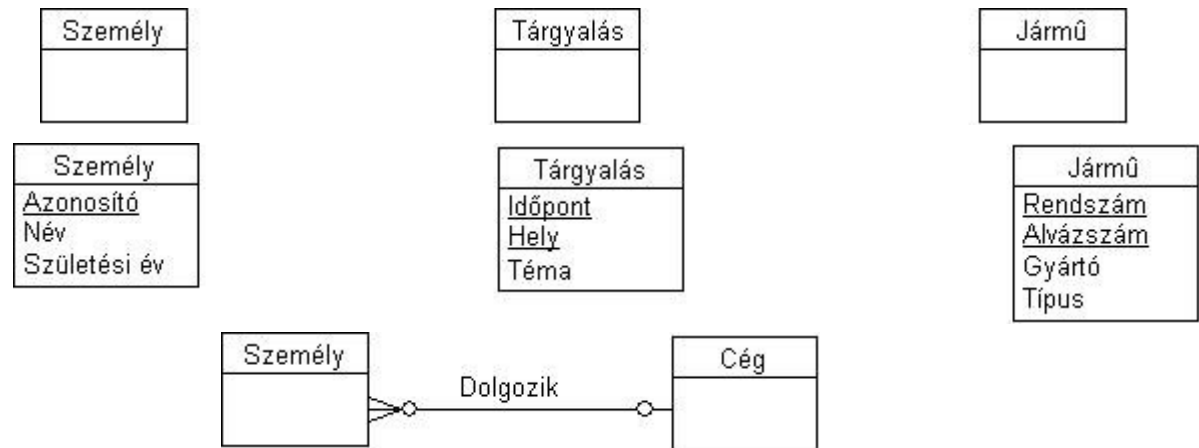 Személy
Tárgyalás
Jármû
Személy
Azonosító
Név
Születési év
Tárgyalás
Időpont
Hely
Téma
Jármû
Rendszám
Alvázszám
Gyártó
Típus
Személy
Dolgozik
Cég